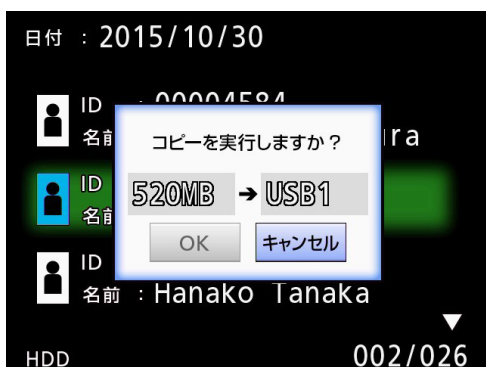 日付 : 2015/10/30
ID : 00004584
名前
コピーを実行しますか？
ID
520MB → USB1
名前
OK キャンセル
ID
名前 : Hanako Tanaka
HDD 002/026